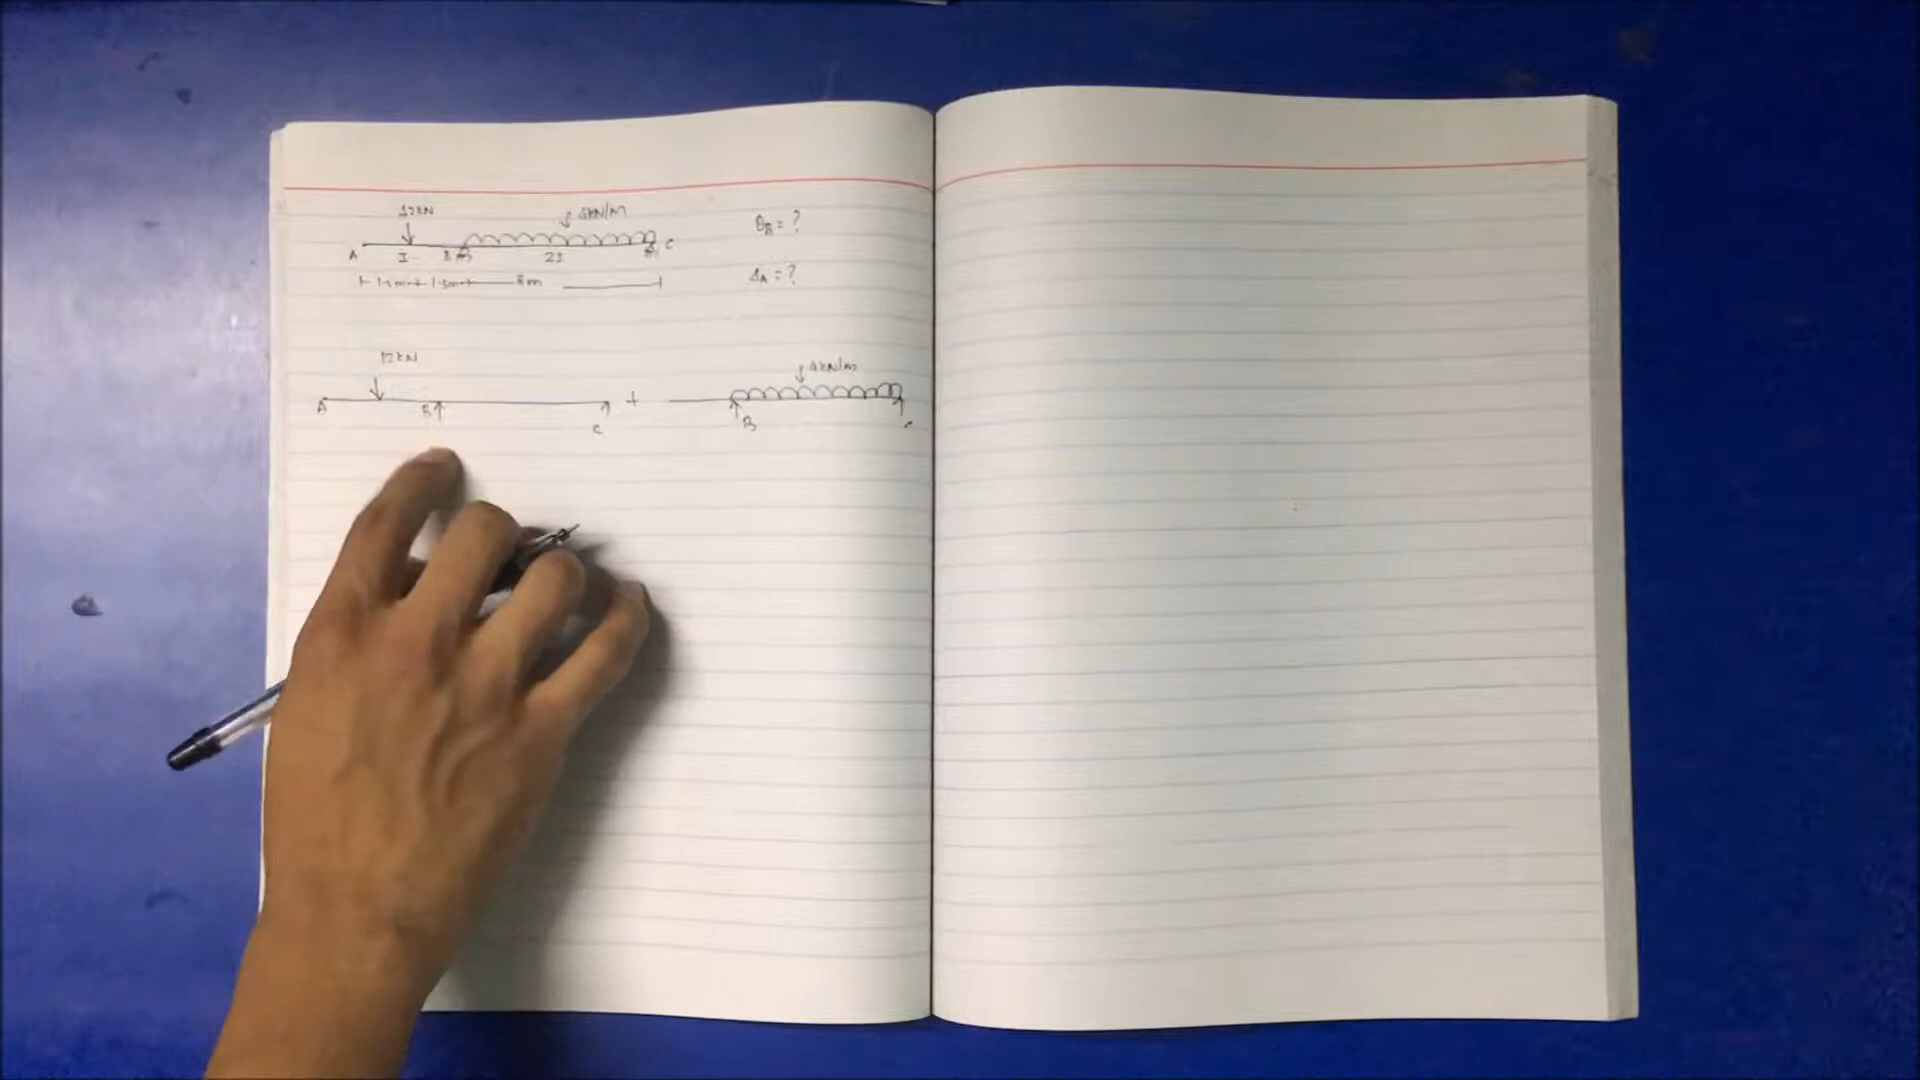 12kN 4kN/m
θB = ?
A I B 2I C
1.5m 1.5m 8m
ΔA = ?
12kN 4kN/m
A B C + B C